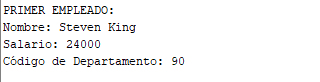 PRIMER EMPLEADO:
Nombre: Steven King
Salario: 24000
Código de Departamento: 90